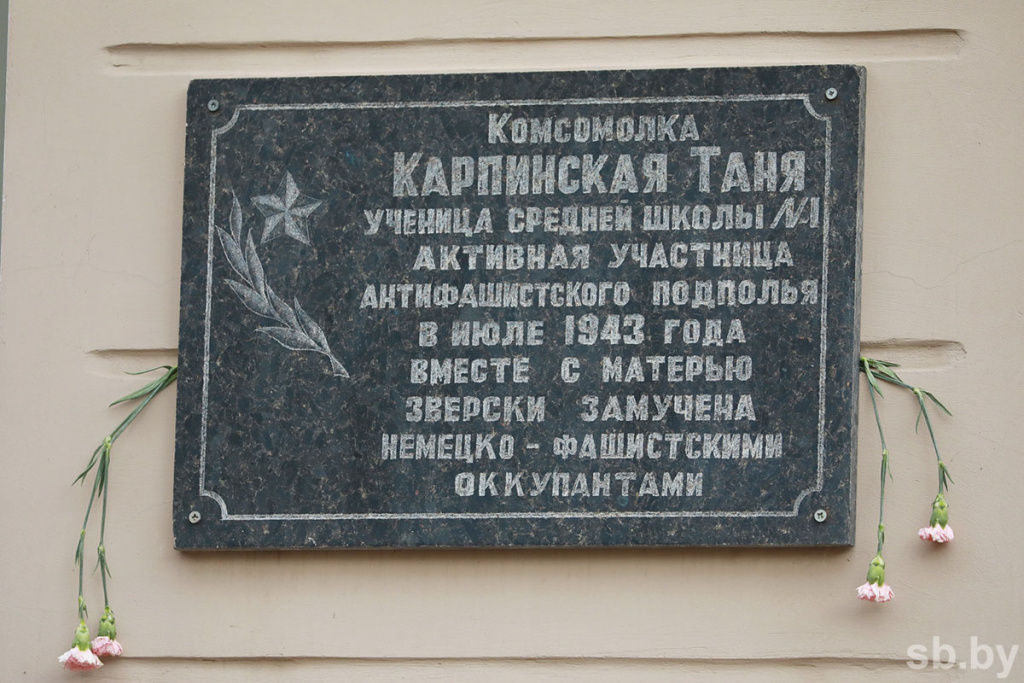 Комсомолка
Карпинская Таня
ученица средней школы №1
активная участница
антифашистского подполья
в июле 1943 года
вместе с матерью
зверски замучена
немецко - фашистскими
оккупантами
sb.by